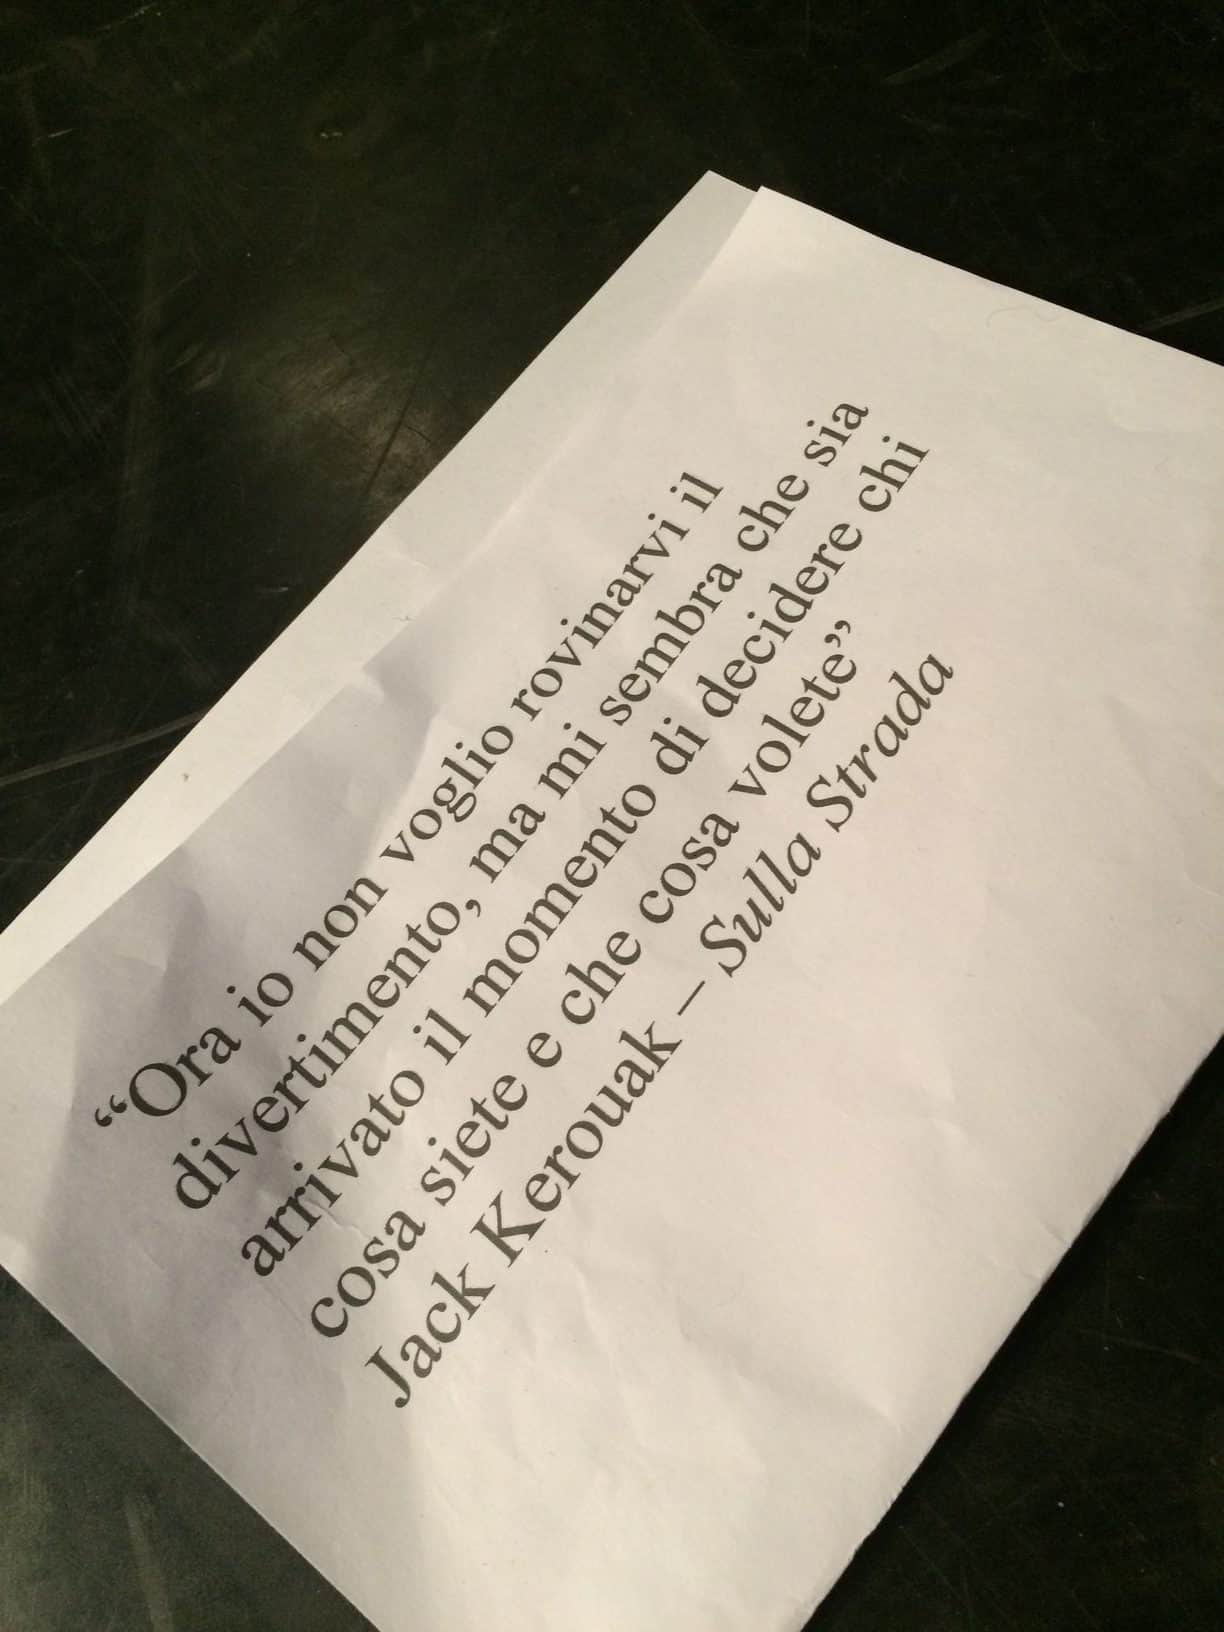 “Ora io non voglio rovinarvi il
divertimento, ma mi sembra che sia
arrivato il momento di decidere chi
cosa siete e che cosa volete”
Jack Kerouak – Sulla Strada